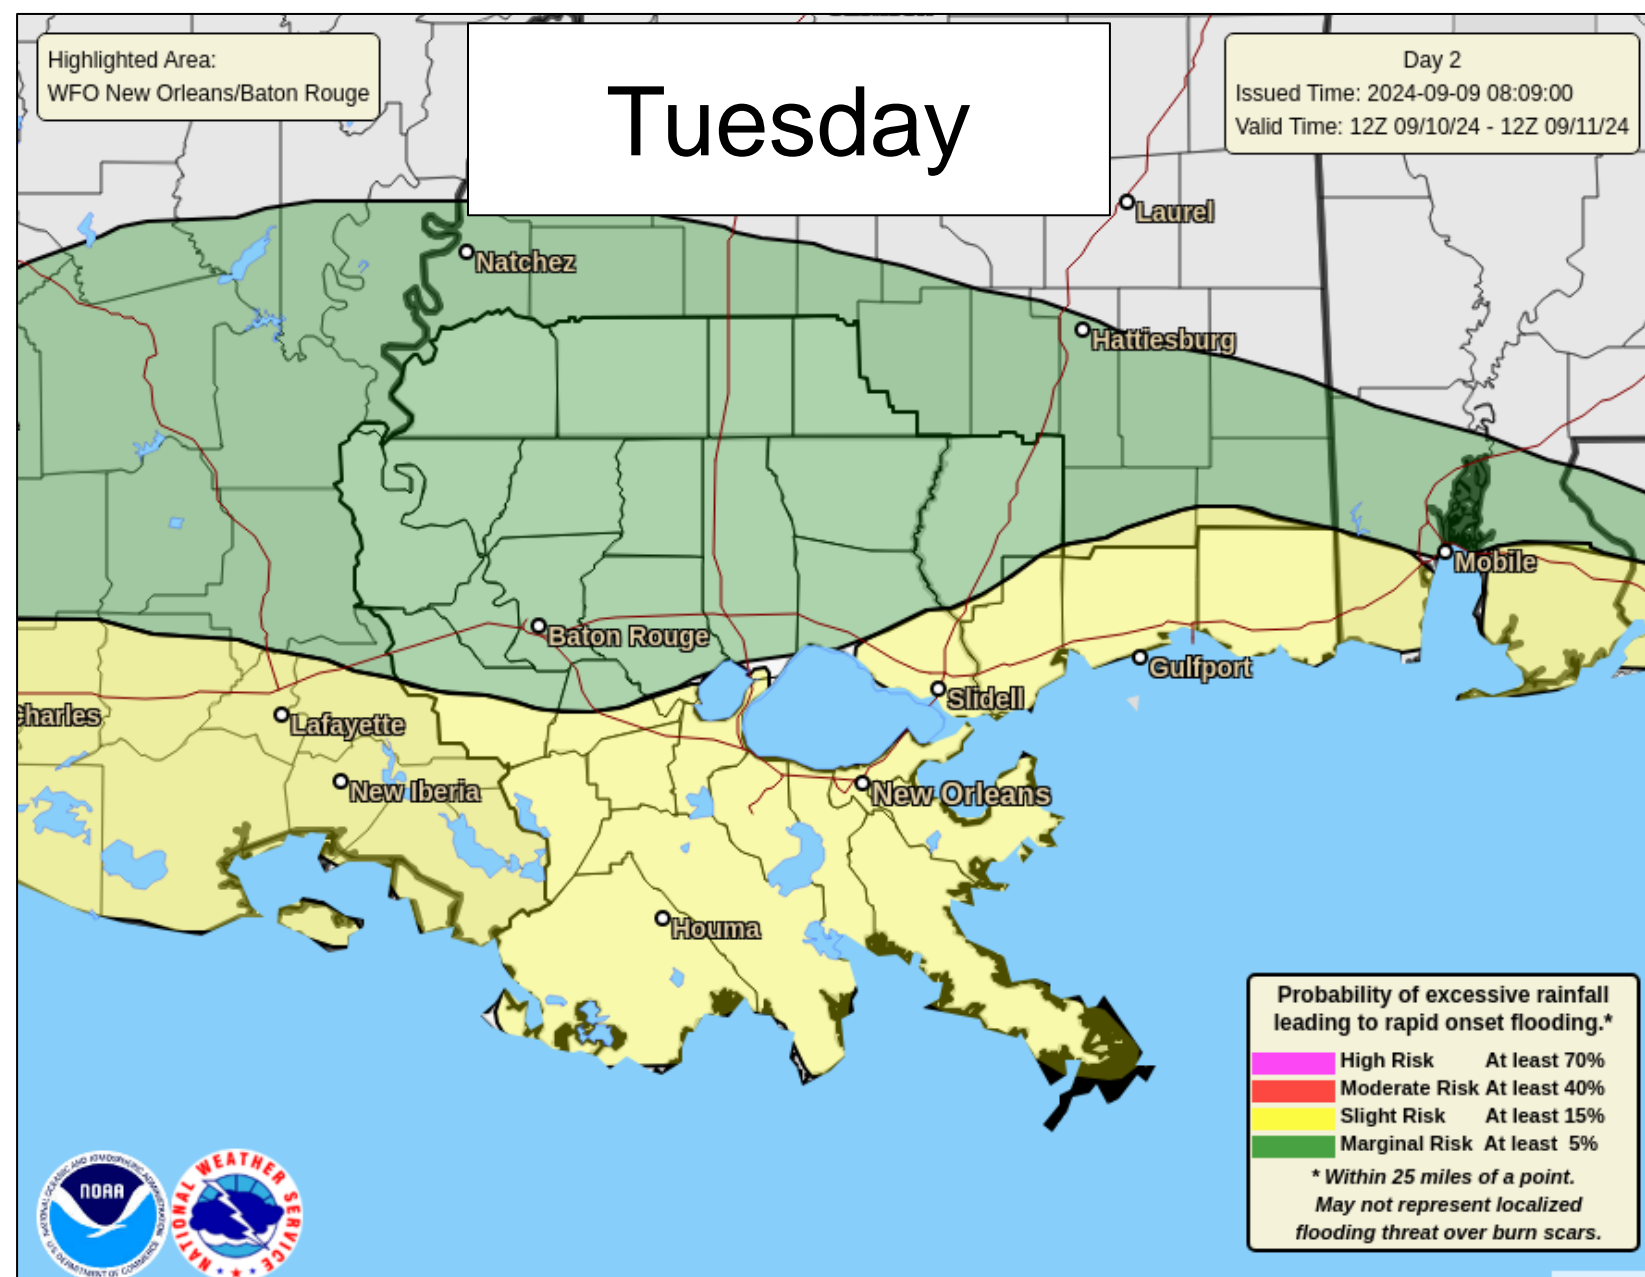 Highlighted Area:
WFO New Orleans/Baton Rouge
Tuesday
Day 2
Issued Time: 2024-09-09 08:09:00
Valid Time: 12Z 09/10/24 - 12Z 09/11/24
Laurel
Natchez
Hattiesburg
Mobile
Baton Rouge
Gulfport
Slidell
Charles
Lafayette
New Iberia
New Orleans
Houma
Probability of excessive rainfall
leading to rapid onset flooding.*
High Risk At least 70%
Moderate Risk At least 40%
Slight Risk At least 15%
Marginal Risk At least 5%
* Within 25 miles of a point.
May not represent localized
flooding threat over burn scars.
NOAA
NATIONAL WEATHER SERVICE